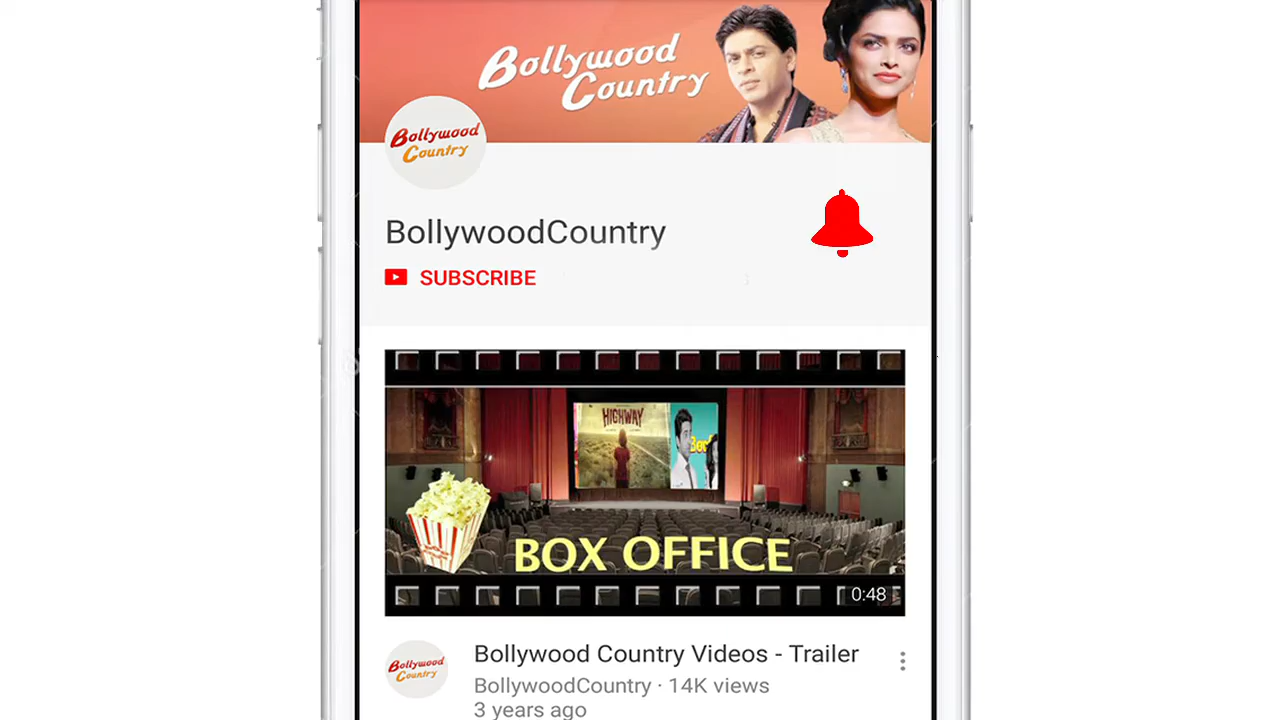 Bollywood
Country
Bollywood
Country
BollywoodCountry
SUBSCRIBE
HIGHWAY
BOX OFFICE
0:48
Bollywood Country Videos - Trailer
Bollywood
Country
BollywoodCountry · 14K views
3 years ago